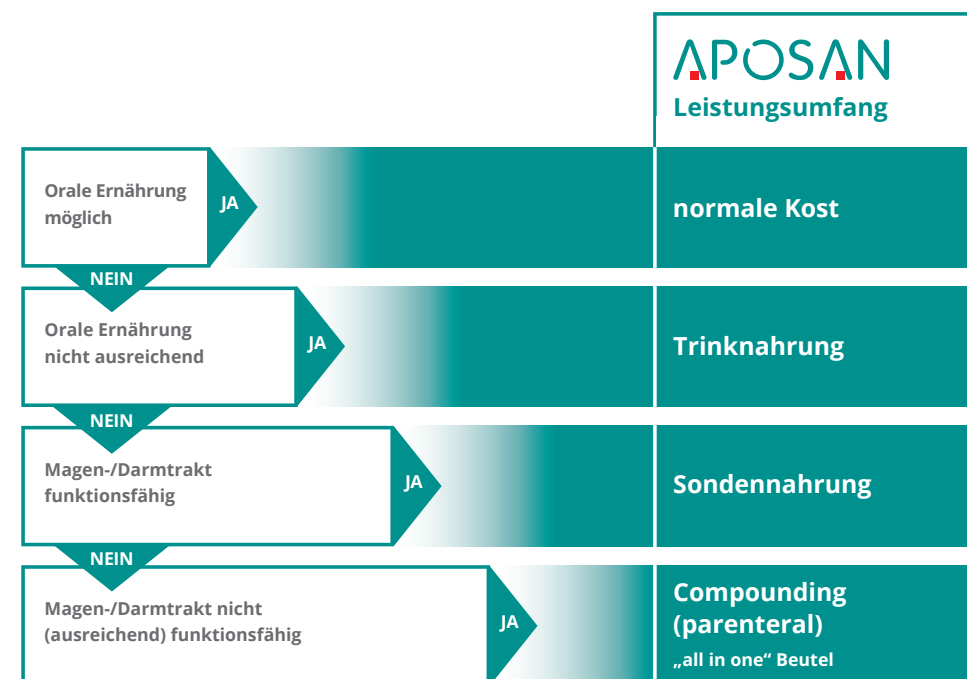 APOSAN
Leistungsumfang
Orale Ernährung
möglich
JA
normale Kost
NEIN
Orale Ernährung
nicht ausreichend
JA
Trinknahrung
NEIN
Magen-/Darmtrakt
funktionsfähig
JA
Sondennahrung
NEIN
Magen-/Darmtrakt nicht
(ausreichend) funktionsfähig
JA
Compounding
(parenteral)
„all in one“ Beutel